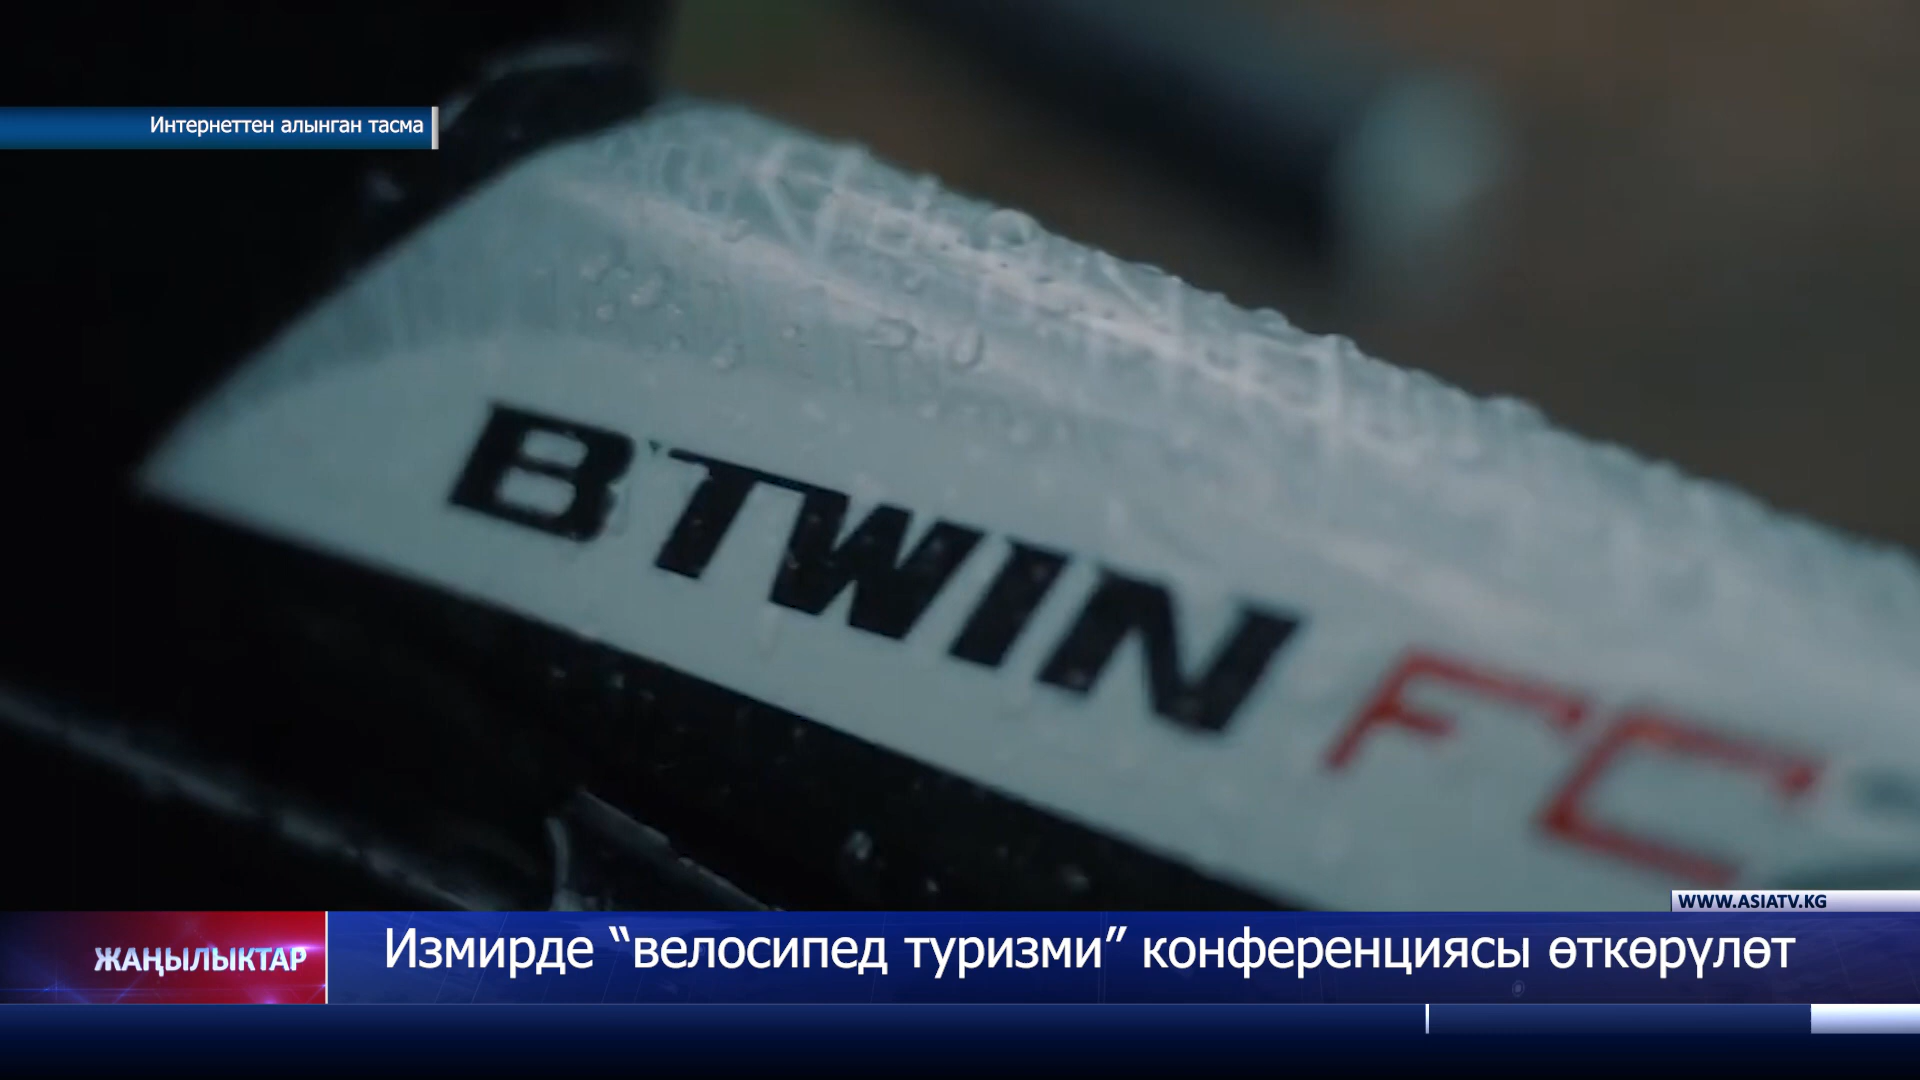 Интернеттен алынган тасма
BTWIN FC
WWW.ASIATV.KG
ЖАҢЫЛЫКТАР
Измирде “велосипед туризми” конференциясы өткөрүлөт